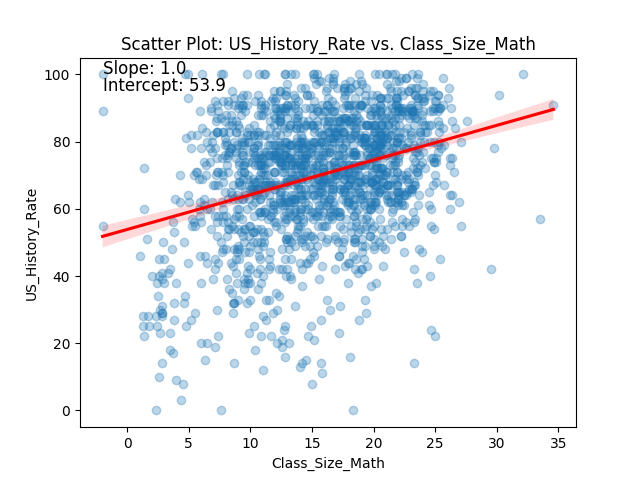 Scatter Plot: US_History_Rate vs. Class_Size_Math
Slope: 1.0
Intercept: 53.9
100
80
60
40
20
0
US_History_Rate
0 5 10 15 20 25 30 35
Class_Size_Math